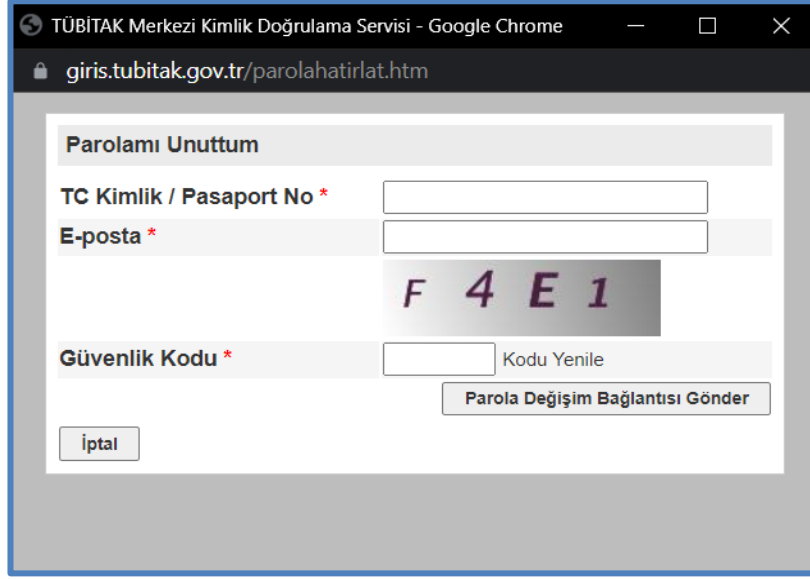 TÜBİTAK Merkezi Kimlik Doğrulama Servisi - Google Chrome
giris.tubitak.gov.tr/parolahatirlat.htm
Parolamı Unuttum
TC Kimlik / Pasaport No *
E-posta *
F 4 E 1
Güvenlik Kodu * Kodu Yenile
Parola Değişim Bağlantısı Gönder
İptal